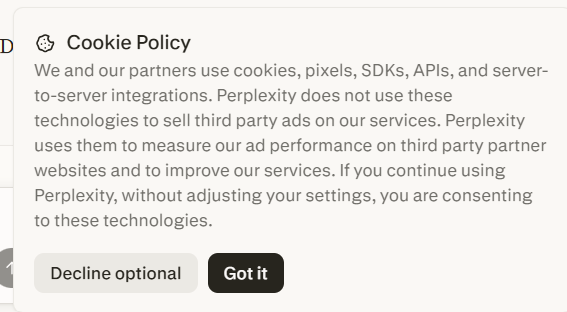 D
Cookie Policy
We and our partners use cookies, pixels, SDKs, APIs, and server-
to-server integrations. Perplexity does not use these
technologies to sell third party ads on our services. Perplexity
uses them to measure our ad performance on third party partner
websites and to improve our services. If you continue using
Perplexity, without adjusting your settings, you are consenting
to these technologies.
Decline optional
Got it